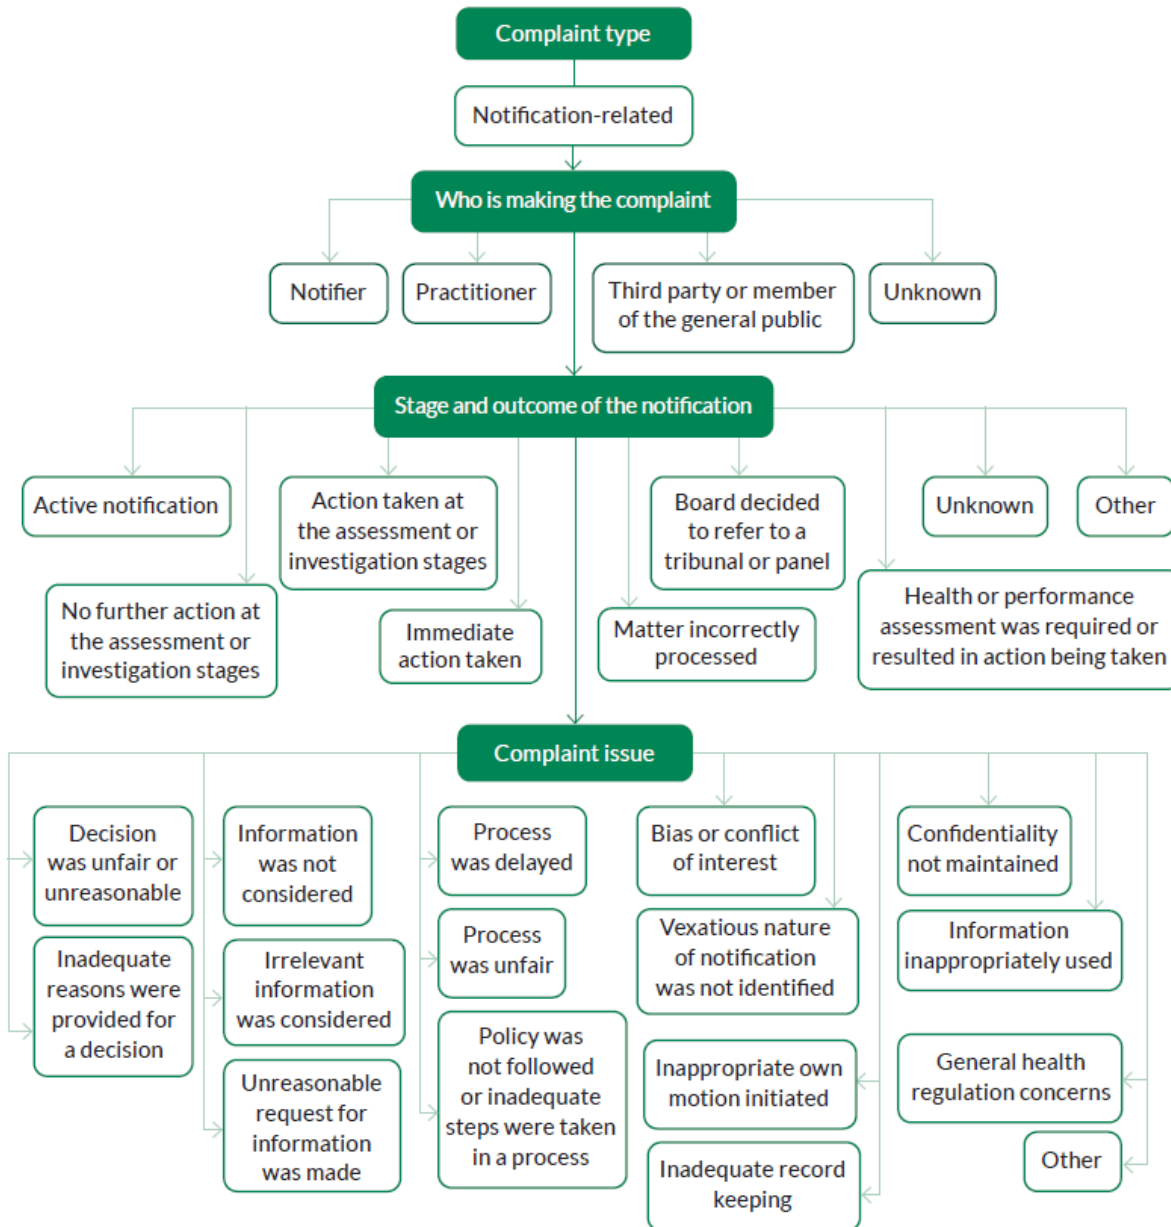 Complaint type
Notification-related
Who is making the complaint
Notifier
Practitioner
Third party or member
of the general public
Unknown
Stage and outcome of the notification
Active notification
Action taken at
the assessment or
investigation stages
Board decided
to refer to a
tribunal or panel
Unknown
Other
No further action at
the assessment or
investigation stages
Immediate
action taken
Matter incorrectly
processed
Health or performance
assessment was required or
resulted in action being taken
Complaint issue
Decision
was unfair or
unreasonable
Inadequate
reasons were
provided for
a decision
Information
was not
considered
Irrelevant
information
was considered
Unreasonable
request for
information
was made
Process
was delayed
Process
was unfair
Policy was
not followed
or inadequate
steps were taken
in a process
Bias or conflict
of interest
Vexatious nature
of notification
was not identified
Inappropriate own
motion initiated
Inadequate record
keeping
Confidentiality
not maintained
Information
inappropriately used
General health
regulation concerns
Other